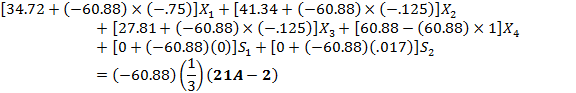 [34.72 + (−60.88) × (−.75)]X₁ + [41.34 + (−60.88) × (−.125)]X₂
+ [27.81 + (−60.88) × (−.125)]X₃ + [60.88 − (60.88) × 1]X₄
+ [0 + (−60.88)(0)]S₁ + [0 + (−60.88)(.017)]S₂
= (−60.88)(1/3)(21A − 2)